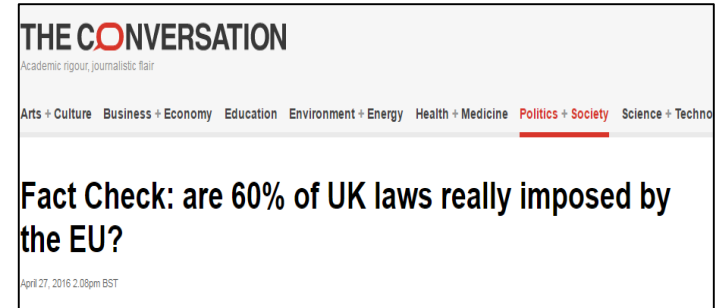 THE CONVERSATION
Academic rigour, journalistic flair
Arts + Culture Business + Economy Education Environment + Energy Health + Medicine Politics + Society Science + Techno
Fact Check: are 60% of UK laws really imposed by
the EU?
April 27, 2016 2.08pm BST